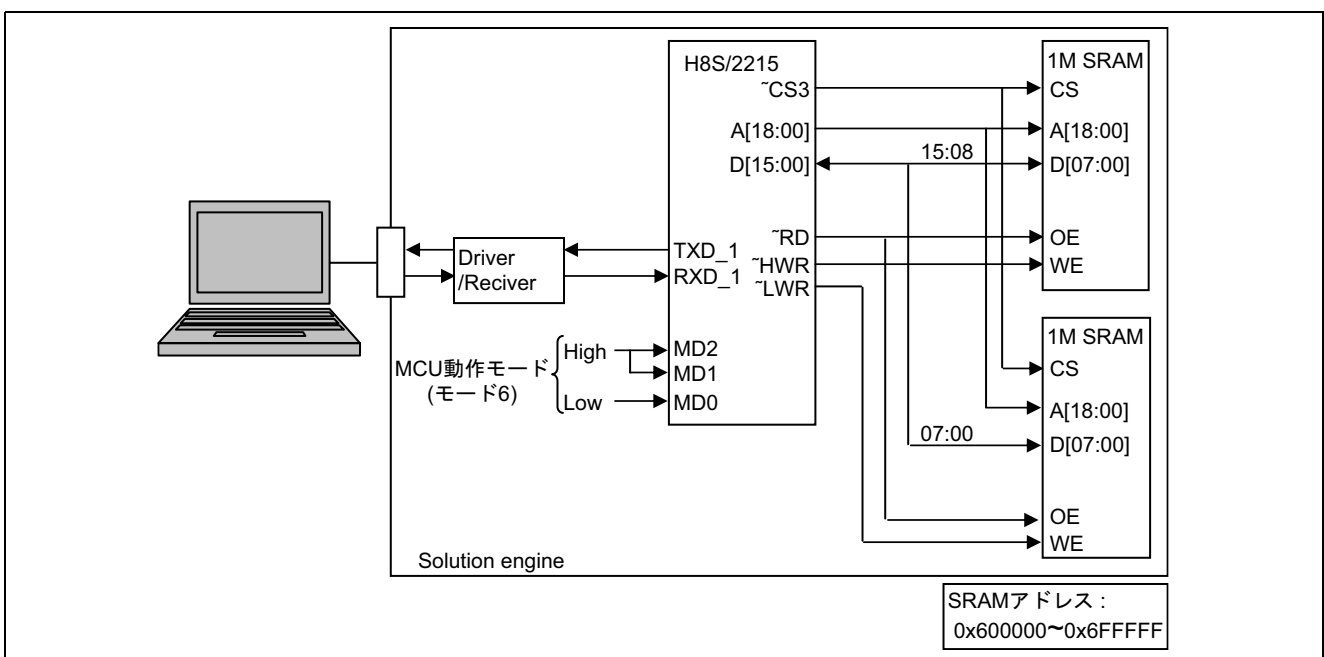 H8S/2215
~CS3
A[18:00]
D[15:00]
~RD
~HWR
~LWR
TXD_1
RXD_1
MD2
MD1
MD0
1M SRAM
CS
A[18:00]
D[07:00]
OE
WE
15:08
1M SRAM
CS
A[18:00]
D[07:00]
OE
WE
07:00
Driver
/Reciver
MCU動作モード
(モード6)
High
Low
Solution engine
SRAMアドレス :
0x600000~0x6FFFFF